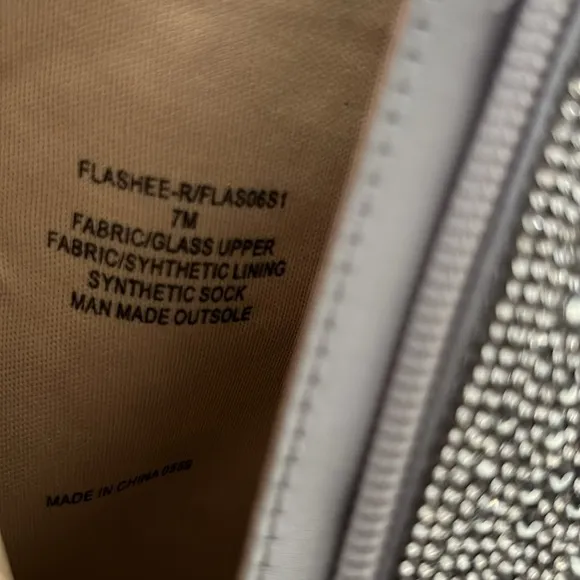 FLASHEE-R/FLAS06S1
7M
FABRIC/GLASS UPPER
FABRIC/SYHTHETIC LINING
SYNTHETIC SOCK
MAN MADE OUTSOLE
MADE IN CHINA